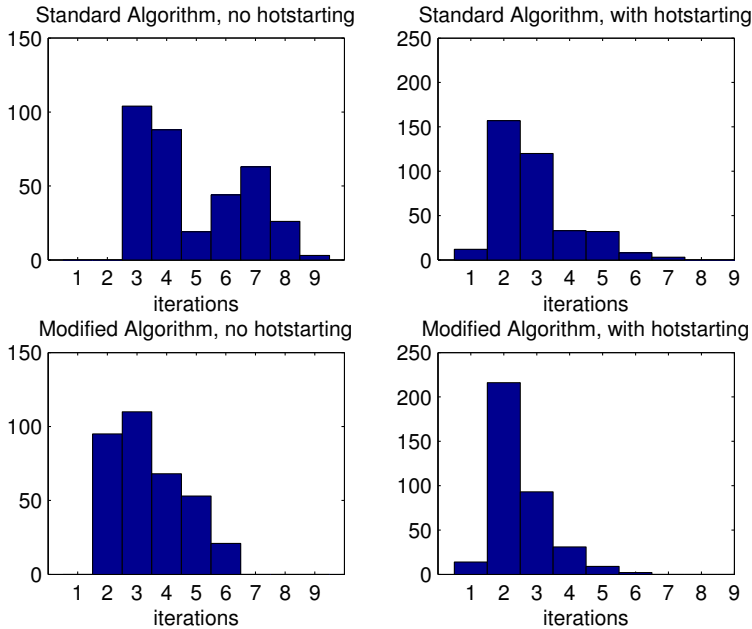 Standard Algorithm, no hotstarting
150
100
50
0
1 2 3 4 5 6 7 8 9
iterations
Standard Algorithm, with hotstarting
250
200
150
100
50
0
1 2 3 4 5 6 7 8 9
iterations
Modified Algorithm, no hotstarting
150
100
50
0
1 2 3 4 5 6 7 8 9
iterations
Modified Algorithm, with hotstarting
250
200
150
100
50
0
1 2 3 4 5 6 7 8 9
iterations